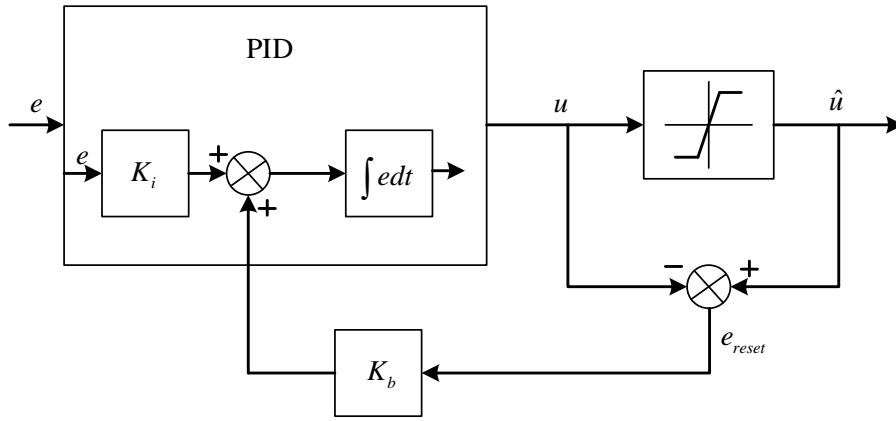 PID
e
u
û
e
K_i
+
+
∫ edt
−
+
e_reset
K_b